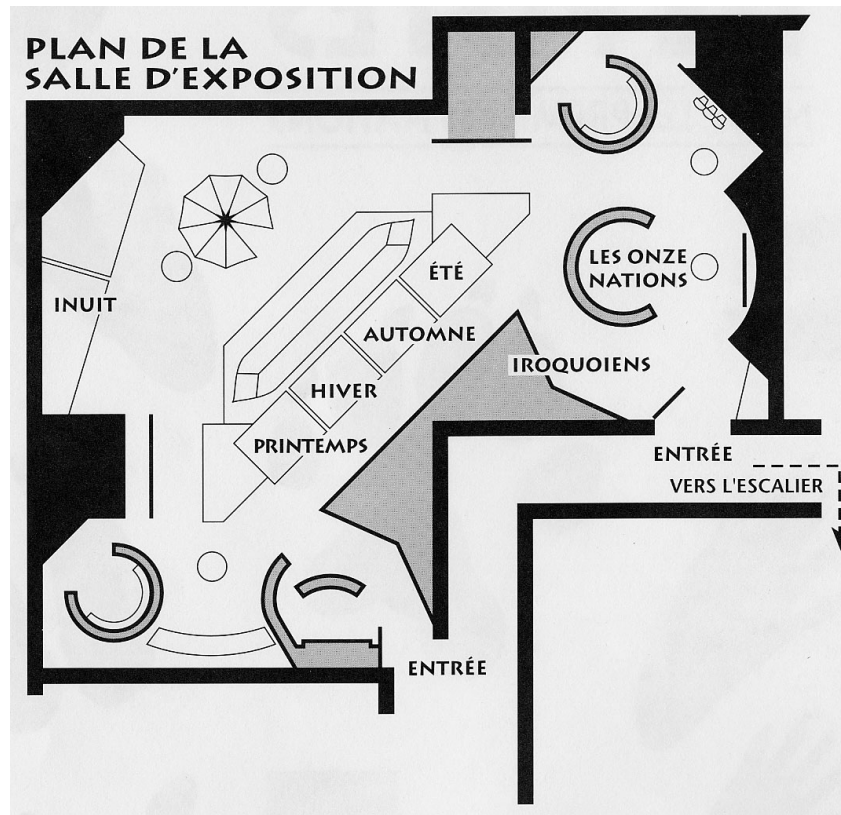 PLAN DE LA
SALLE D'EXPOSITION
LES ONZE
NATIONS
ÉTÉ
INUIT
AUTOMNE
IROQUOIENS
HIVER
PRINTEMPS
ENTRÉE
VERS L'ESCALIER
ENTRÉE